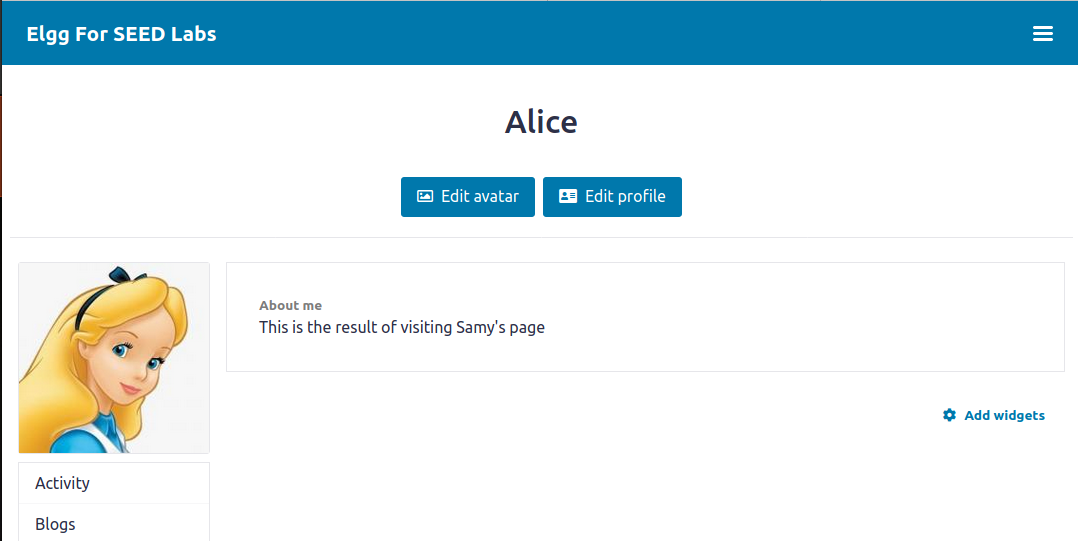 Elgg For SEED Labs
Alice
Edit avatar
Edit profile
About me
This is the result of visiting Samy's page
Add widgets
Activity
Blogs